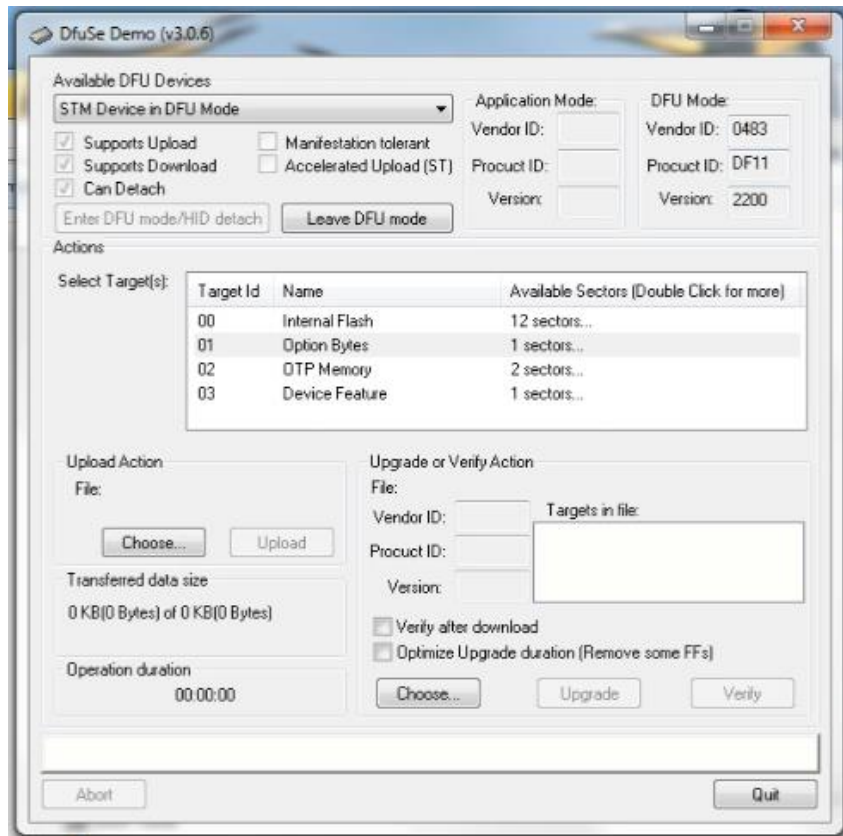 DfuSe Demo (v3.0.6)
Available DFU Devices
STM Device in DFU Mode
Supports Upload
Manifestation tolerant
Supports Download
Accelerated Upload (ST)
Can Detach
Enter DFU mode/HID detach
Leave DFU mode
Application Mode:
Vendor ID:
Procuct ID:
Version:
DFU Mode:
Vendor ID: 0483
Procuct ID: DF11
Version: 2200
Actions
Select Target(s):
Target Id Name Available Sectors (Double Click for more)
00 Internal Flash 12 sectors...
01 Option Bytes 1 sectors...
02 OTP Memory 2 sectors...
03 Device Feature 1 sectors...
Upload Action
File:
Choose... Upload
Transferred data size
0 KB(0 Bytes) of 0 KB(0 Bytes)
Operation duration
00:00:00
Upgrade or Verify Action
File:
Vendor ID:
Procuct ID:
Version:
Targets in file:
Verify after download
Optimize Upgrade duration (Remove some FFs)
Choose... Upgrade Verify
Abort Quit